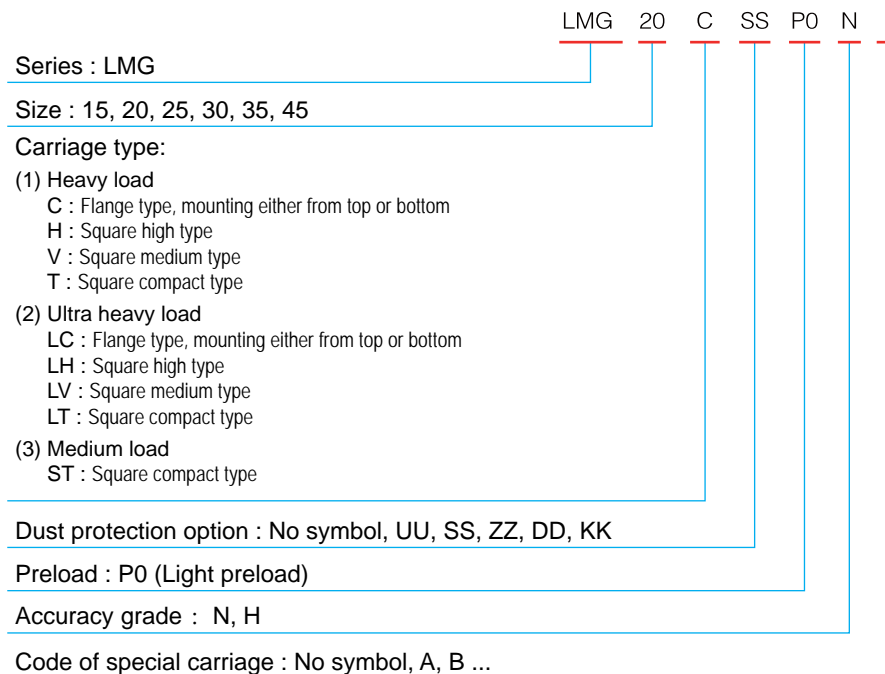 LMG 20 C SS P0 N
Series : LMG
Size : 15, 20, 25, 30, 35, 45
Carriage type:
(1) Heavy load
C : Flange type, mounting either from top or bottom
H : Square high type
V : Square medium type
T : Square compact type
(2) Ultra heavy load
LC : Flange type, mounting either from top or bottom
LH : Square high type
LV : Square medium type
LT : Square compact type
(3) Medium load
ST : Square compact type
Dust protection option : No symbol, UU, SS, ZZ, DD, KK
Preload : P0 (Light preload)
Accuracy grade : N, H
Code of special carriage : No symbol, A, B ...